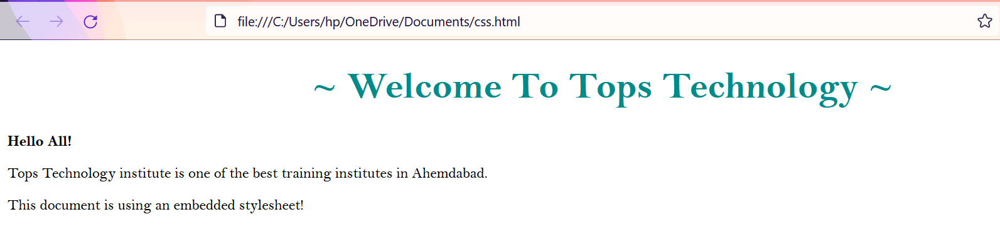 file:///C:/Users/hp/OneDrive/Documents/css.html
~ Welcome To Tops Technology ~
Hello All!
Tops Technology institute is one of the best training institutes in Ahemdabad.
This document is using an embedded stylesheet!